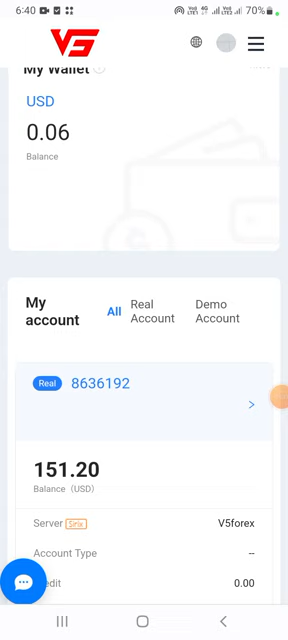 6:40
70%
V5
My Wallet
USD
0.06
Balance
My account
All
Real Account
Demo Account
Real
8636192
151.20
Balance (USD)
Server Sirix
V5forex
Account Type
--
0.00